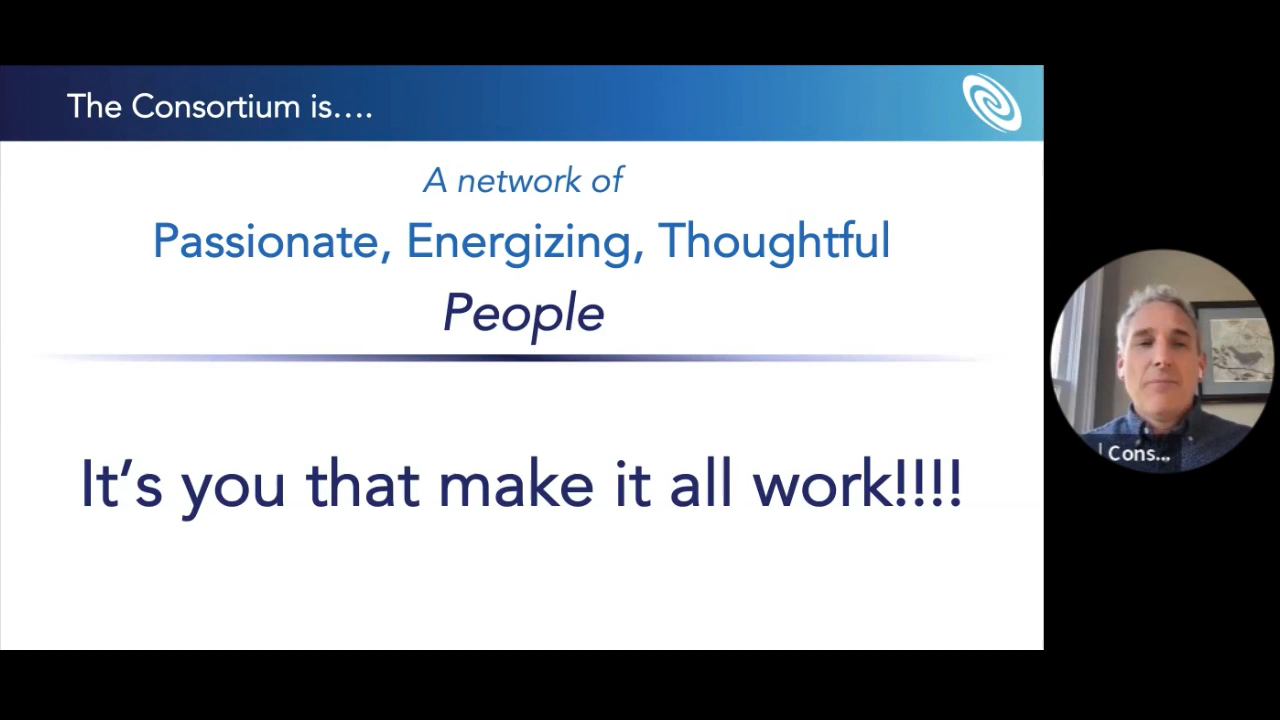 The Consortium is....
A network of
Passionate, Energizing, Thoughtful
People
It's you that make it all work!!!!
| Cons...